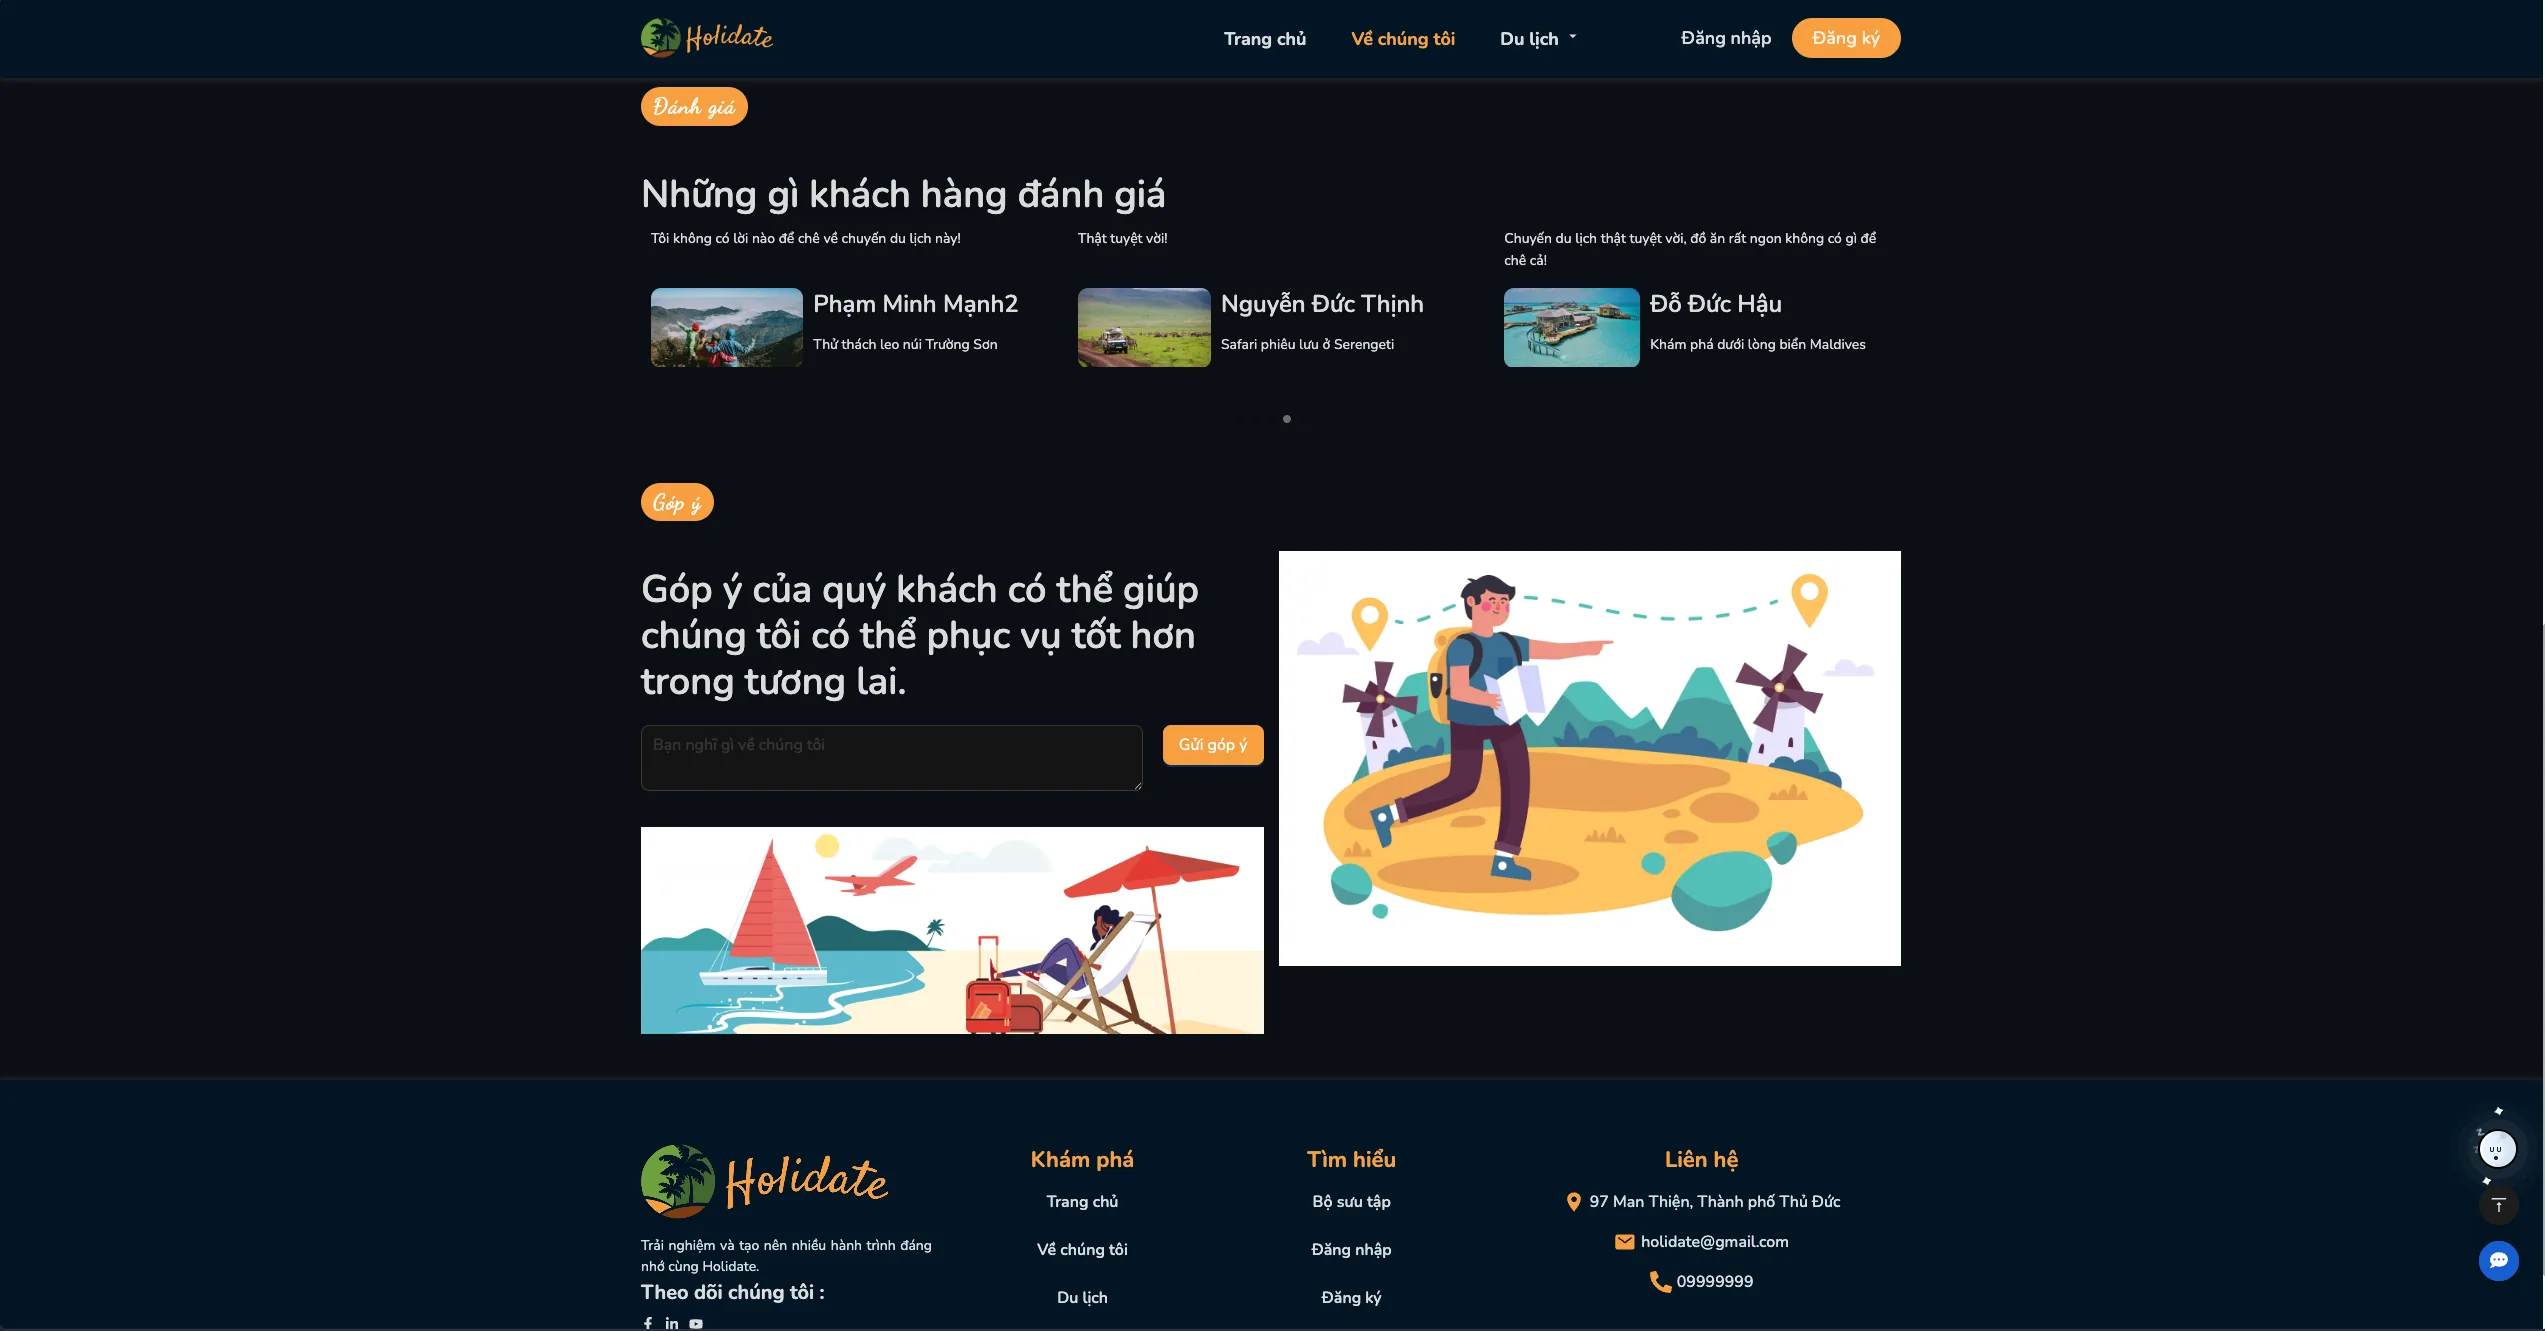 Holidate
Trang chủ
Về chúng tôi
Du lịch
Đăng nhập
Đăng ký
Đánh giá
Những gì khách hàng đánh giá
Tôi không có lời nào để chê về chuyến du lịch này!
Phạm Minh Mạnh2
Thử thách leo núi Trường Sơn
Thật tuyệt vời!
Nguyễn Đức Thịnh
Safari phiêu lưu ở Serengeti
Chuyến du lịch thật tuyệt vời, đồ ăn rất ngon không có gì để
chê cả!
Đỗ Đức Hậu
Khám phá dưới lòng biển Maldives
Góp ý
Góp ý của quý khách có thể giúp
chúng tôi có thể phục vụ tốt hơn
trong tương lai.
Bạn nghĩ gì về chúng tôi
Gửi góp ý
Holidate
Trải nghiệm và tạo nên nhiều hành trình đáng
nhớ cùng Holidate.
Theo dõi chúng tôi :
Khám phá
Trang chủ
Về chúng tôi
Du lịch
Tìm hiểu
Bộ sưu tập
Đăng nhập
Đăng ký
Liên hệ
97 Man Thiện, Thành phố Thủ Đức
holidate@gmail.com
09999999